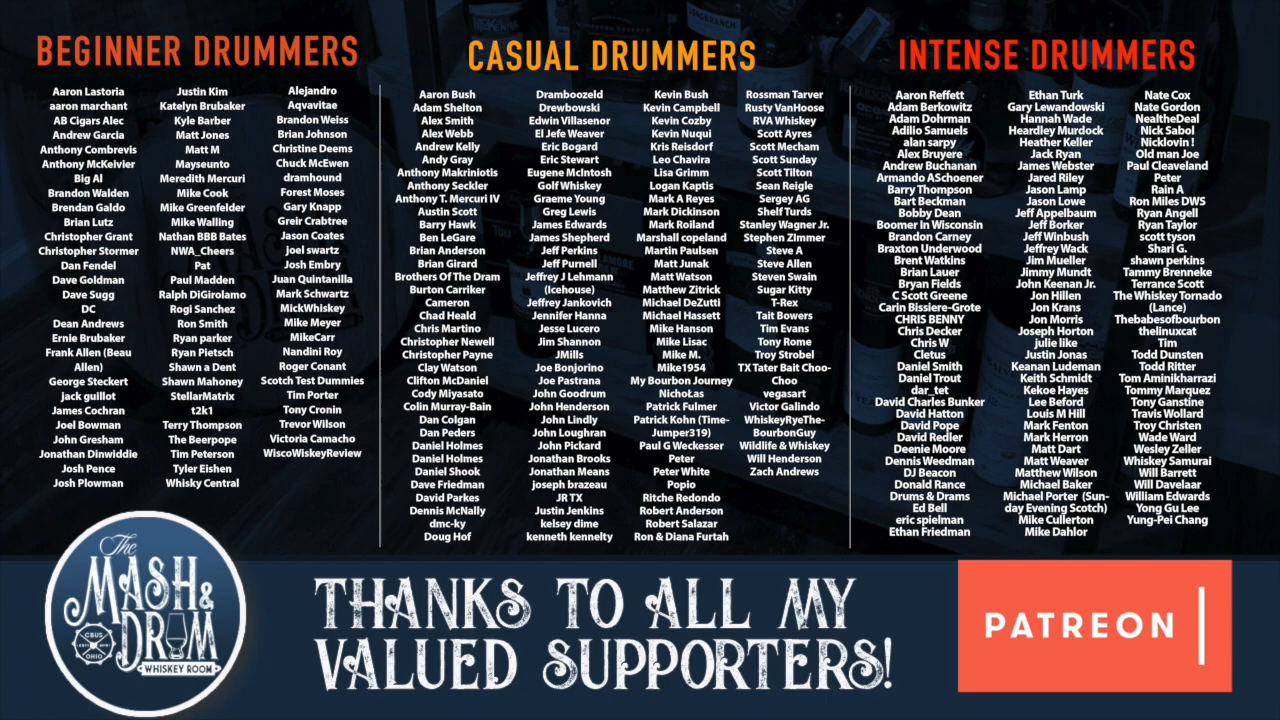 BEGINNER DRUMMERS
Aaron Lastoria
aaron marchant
AB Cigars Alec
Andrew Garcia
Anthony Combrevis
Anthony McKeivier
Big Al
Brandon Walden
Brendan Galdo
Brian Lutz
Christopher Grant
Christopher Stormer
Dan Fendel
Dave Goldman
Dave Sugg
DC
Dean Andrews
Ernie Brubaker
Frank Allen (Beau
Allen)
George Steckert
jack guillot
James Cochran
Joel Bowman
John Gresham
Jonathan Dinwiddie
Josh Pence
Josh Plowman
Justin Kim
Katelyn Brubaker
Kyle Barber
Matt Jones
Matt M
Mayseunto
Meredith Mercuri
Mike Cook
Mike Greenfelder
Mike Walling
Nathan BBB Bates
NWA_Cheers
Pat
Paul Madden
Ralph DiGirolamo
Rogi Sanchez
Ron Smith
Ryan parker
Ryan Pietsch
Shawn a Dent
Shawn Mahoney
StellarMatrix
t2k1
Terry Thompson
The Beerpope
Tim Peterson
Tyler Eishen
Whisky Central
Alejandro
Aqvavitae
Brandon Weiss
Brian Johnson
Christine Deems
Chuck McEwen
dramhound
Forest Moses
Gary Knapp
Greir Crabtree
Jason Coates
joel swartz
Josh Embry
Juan Quintanilla
Mark Schwartz
MickWhiskey
Mike Meyer
MikeCarr
Nandini Roy
Roger Conant
Scotch Test Dummies
Tim Porter
Tony Cronin
Trevor Wilson
Victoria Camacho
WiscoWiskeyReview
CASUAL DRUMMERS
Aaron Bush
Adam Shelton
Alex Smith
Alex Webb
Andrew Kelly
Andy Gray
Anthony Makriniotis
Anthony Seckler
Anthony T. Mercuri IV
Austin Scott
Barry Hawk
Ben LeGare
Brian Anderson
Brian Girard
Brothers Of The Dram
Burton Carriker
Cameron
Chad Heald
Chris Martino
Christopher Newell
Christopher Payne
Clay Watson
Clifton McDaniel
Cody Miyasato
Colin Murray-Bain
Dan Colgan
Dan Peders
Daniel Holmes
Daniel Holmes
Daniel Shook
Dave Friedman
David Parkes
Dennis McNally
dmc-ky
Doug Hof
Dramboozeld
Drewbowski
Edwin Villasenor
El Jefe Weaver
Eric Bogard
Eric Stewart
Eugene McIntosh
Golf Whiskey
Graeme Young
Greg Lewis
James Edwards
James Shepherd
Jeff Perkins
Jeff Purnell
Jeffrey J Lehmann
(Icehouse)
Jeffrey Jankovich
Jennifer Hanna
Jesse Lucero
Jim Shannon
JMills
Joe Bonjorino
Joe Pastrana
John Goodrum
John Henderson
John Lindly
John Loughran
John Pickard
Jonathan Brooks
Jonathan Means
joseph brazeau
JR TX
Justin Jenkins
kelsey dime
kenneth kennelty
Kevin Bush
Kevin Campbell
Kevin Cozby
Kevin Nuqui
Kris Reisdorf
Leo Chavira
Lisa Grimm
Logan Kaptis
Mark A Reyes
Mark Dickinson
Mark Roiland
Marshall copeland
Martin Paulsen
Matt Junak
Matt Watson
Matthew Zitrick
Michael DeZutti
Michael Hassett
Mike Hanson
Mike Lisac
Mike M.
Mike1954
My Bourbon Journey
NichoŁas
Patrick Fulmer
Patrick Kohn (Time-
Jumper319)
Paul G Weckesser
Peter
Peter White
Popio
Ritche Redondo
Robert Anderson
Robert Salazar
Ron & Diana Furtah
Rossman Tarver
Rusty VanHoose
RVA Whiskey
Scott Ayres
Scott Mecham
Scott Sunday
Scott Tilton
Sean Reigle
Sergey AG
Shelf Turds
Stanley Wagner Jr.
Stephen ZImmer
Steve A
Steve Allen
Steven Swain
Sugar Kitty
T-Rex
Tait Bowers
Tim Evans
Tony Rome
Troy Strobel
TX Tater Bait Choo-
Choo
vegasart
Victor Galindo
WhiskeyRyeThe-
BourbonGuy
Wildlife & Whiskey
Will Henderson
Zach Andrews
INTENSE DRUMMERS
Aaron Reffett
Adam Berkowitz
Adam Dohrman
Adilio Samuels
alan sarpy
Alex Bruyere
Andrew Buchanan
Armando ASchoener
Barry Thompson
Bart Beckman
Bobby Dean
Boomer In Wisconsin
Brandon Carney
Braxton Underwood
Brent Watkins
Brian Lauer
Bryan Fields
C Scott Greene
Carin Bissiere-Grote
CHRIS BENNY
Chris Decker
Chris W
Cletus
Daniel Smith
Daniel Trout
dar_tet
David Charles Bunker
David Hatton
David Pope
David Redler
Deenie Moore
Dennis Weedman
DJ Beacon
Donald Rance
Drums & Drams
Ed Bell
eric spielman
Ethan Friedman
Ethan Turk
Gary Lewandowski
Hannah Wade
Heardley Murdock
Heather Keller
Jack Ryan
James Webster
Jared Riley
Jason Lamp
Jason Lowe
Jeff Appelbaum
Jeff Borker
Jeff Winbush
Jeffrey Wack
Jim Mueller
Jimmy Mundt
John Keenan Jr.
Jon Hillen
Jon Krans
Jon Morris
Joseph Horton
julie like
Justin Jonas
Keanan Ludeman
Keith Schmidt
Kekoe Hayes
Lee Beford
Louis M Hill
Mark Fenton
Mark Herron
Matt Dart
Matt Weaver
Matthew Wilson
Michael Baker
Michael Porter (Sun-
day Evening Scotch)
Mike Cullerton
Mike Dahlor
Nate Cox
Nate Gordon
NealtheDeal
Nick Sabol
Nicklovin !
Old man Joe
Paul Cleaveland
Peter
Rain A
Ron Miles DWS
Ryan Angell
Ryan Taylor
scott tyson
Shari G.
shawn perkins
Tammy Brenneke
Terrance Scott
The Whiskey Tornado
(Lance)
Thebabesofbourbon
thelinuxcat
Tim
Todd Dunsten
Todd Ritter
Tom Aminikharrazi
Tommy Marquez
Tony Ganstine
Travis Wollard
Troy Christen
Wade Ward
Wesley Zeller
Whiskey Samurai
Will Barrett
Will Davelaar
William Edwards
Yong Gu Lee
Yung-Pei Chang
The
MASH &
DRUM
CBUS
OHIO
WHISKEY ROOM
THANKS TO ALL MY
VALUED SUPPORTERS!
PATREON